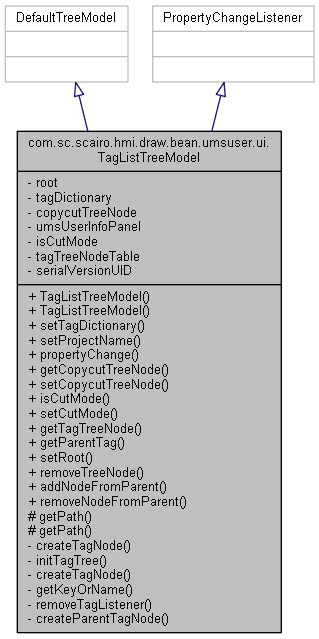 DefaultTreeModel
PropertyChangeListener
com.sc.scairo.hmi.draw.bean.umsuser.ui.
TagListTreeModel
- root
- tagDictionary
- copycutTreeNode
- umsUserInfoPanel
- isCutMode
- tagTreeNodeTable
- serialVersionUID
+ TagListTreeModel()
+ TagListTreeModel()
+ setTagDictionary()
+ setProjectName()
+ propertyChange()
+ getCopycutTreeNode()
+ setCopycutTreeNode()
+ isCutMode()
+ setCutMode()
+ getTagTreeNode()
+ getParentTag()
+ setRoot()
+ removeTreeNode()
+ addNodeFromParent()
+ removeNodeFromParent()
# getPath()
# getPath()
- createTagNode()
- initTagTree()
- createTagNode()
- getKeyOrName()
- removeTagListener()
- createParentTagNode()